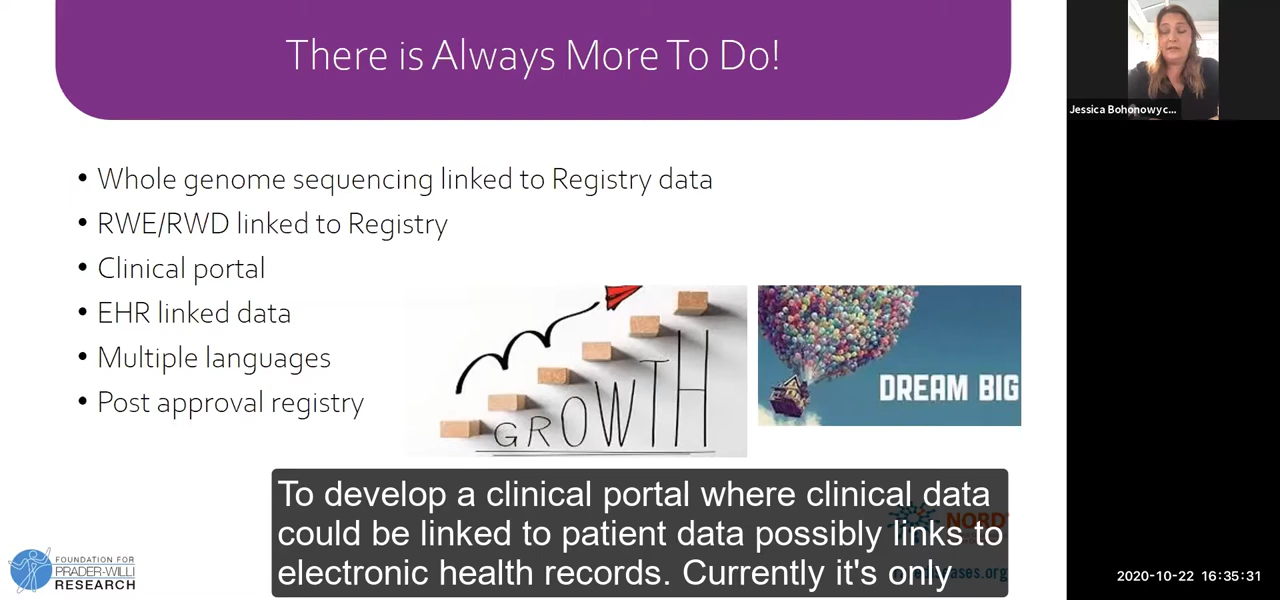 There is Always More To Do!
Jessica Bohonowyc...
• Whole genome sequencing linked to Registry data
• RWE/RWD linked to Registry
• Clinical portal
• EHR linked data
• Multiple languages
• Post approval registry
GROWTH
DREAM BIG
To develop a clinical portal where clinical data
could be linked to patient data possibly links to
electronic health records. Currently it's only
NORD
FOUNDATION FOR
PRADER-WILLI
RESEARCH
2020-10-22 16:35:31